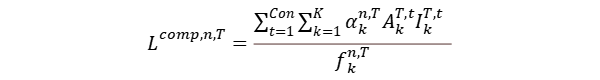 L^{comp,n,T} = \frac{\sum_{t=1}^{Con} \sum_{k=1}^{K} \alpha_k^{n,T} A_k^{T,t} I_k^{T,t}}{f_k^{n,T}}